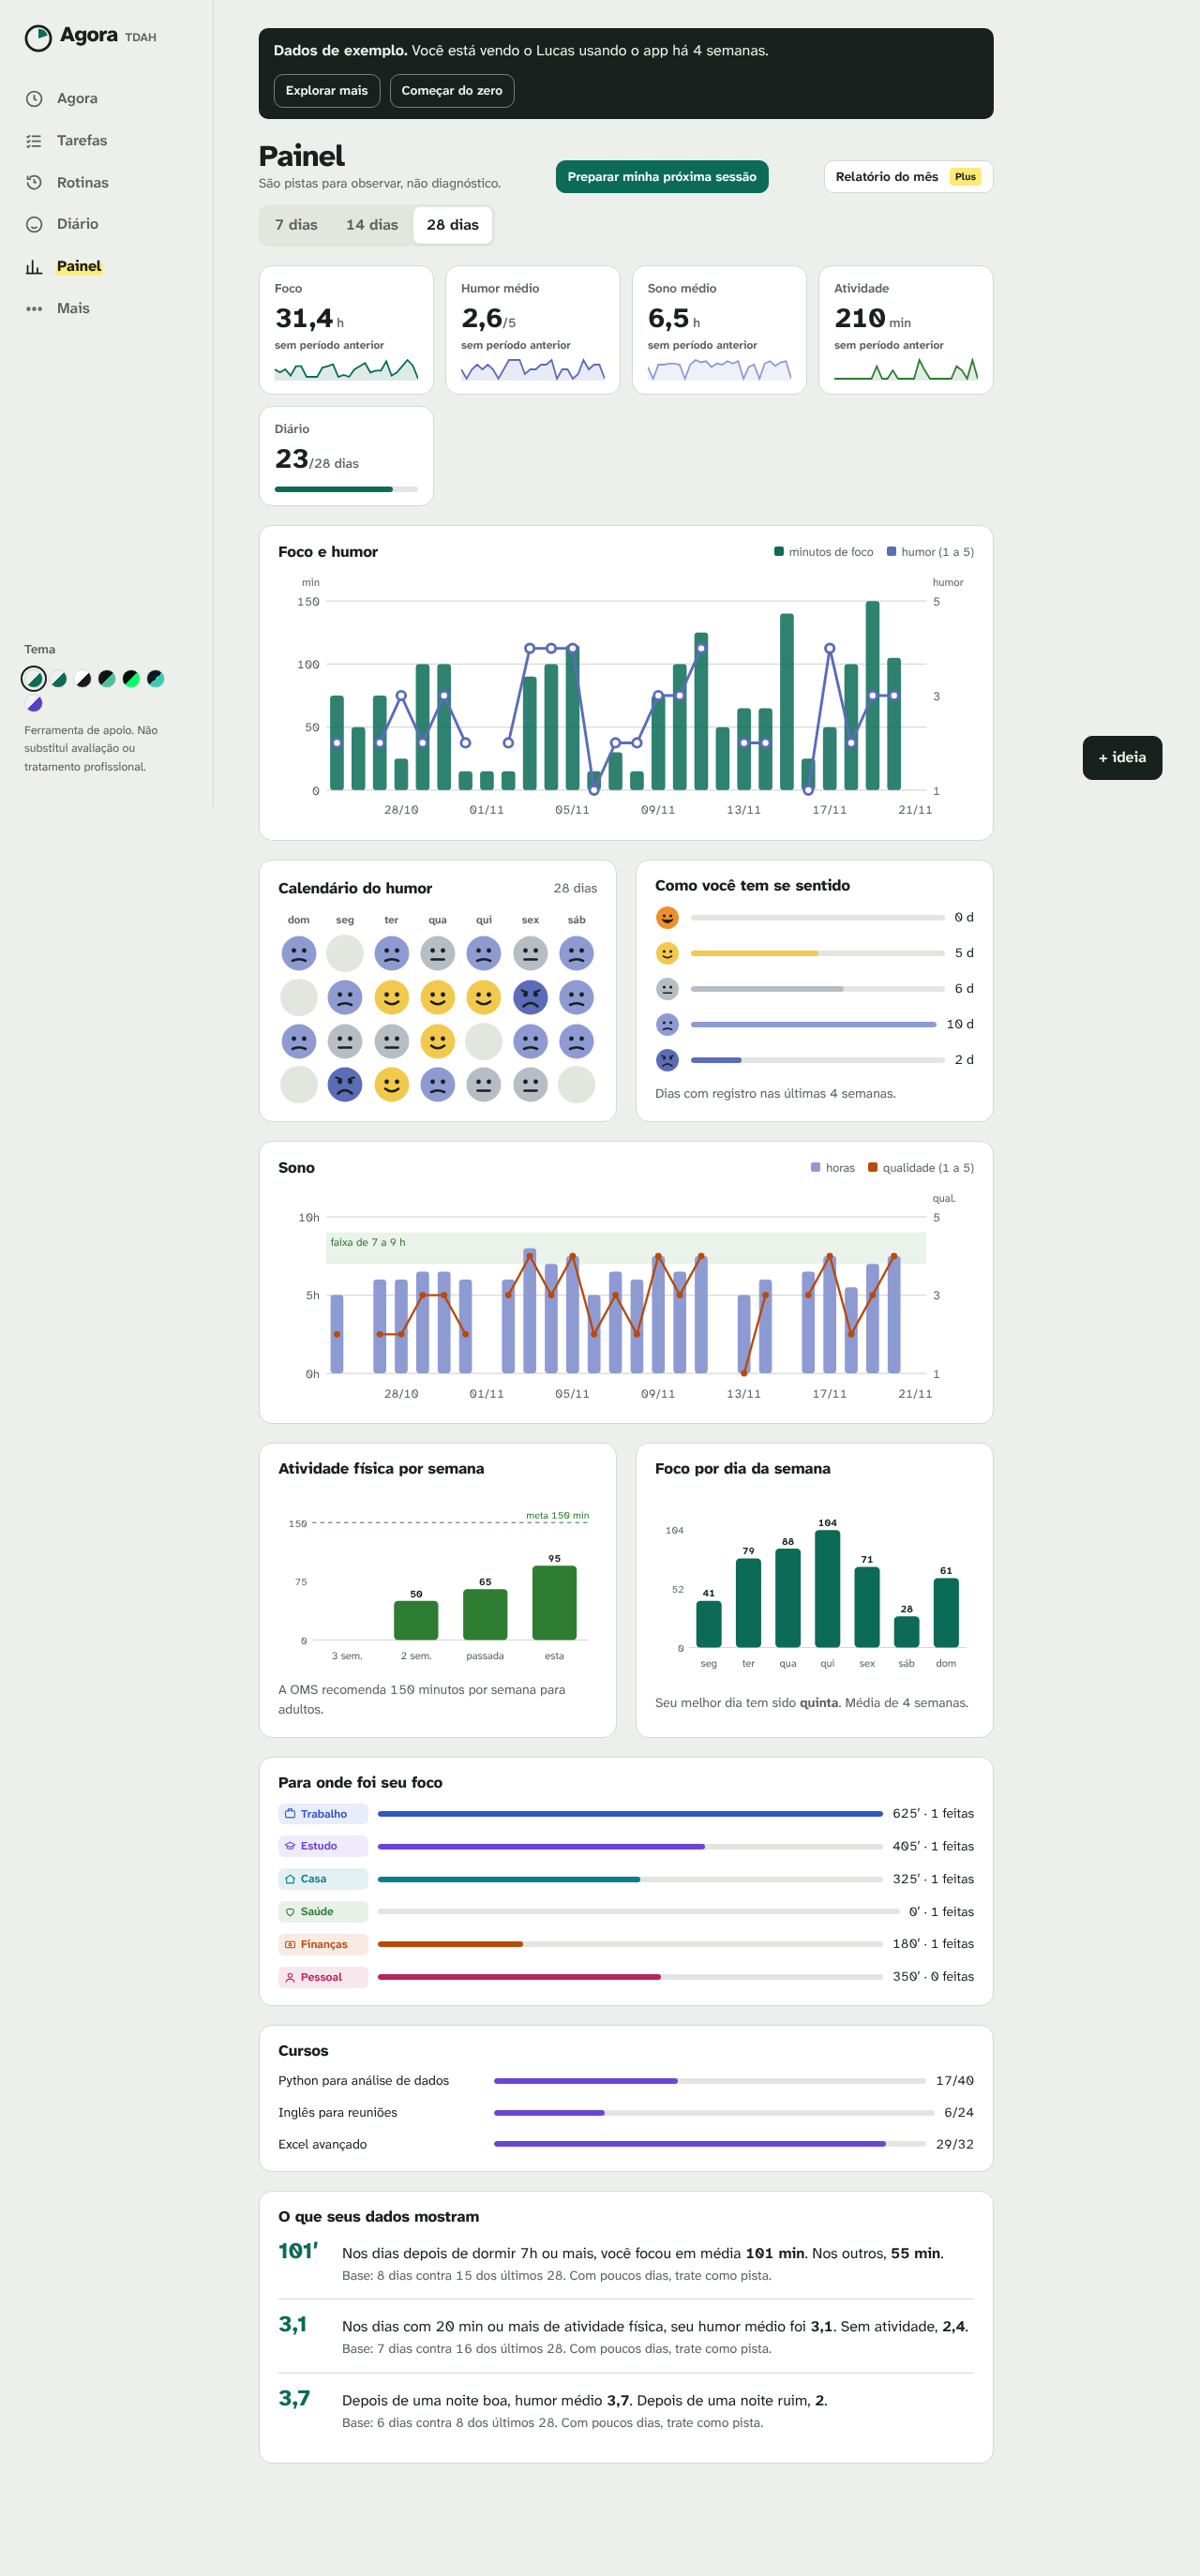 Agora TDAH
Agora
Tarefas
Rotinas
Diário
Painel
Mais
Tema
Ferramenta de apoio. Não
substitui avaliação ou
tratamento profissional.
Dados de exemplo. Você está vendo o Lucas usando o app há 4 semanas.
Explorar mais
Começar do zero
Painel
São pistas para observar, não diagnóstico.
Preparar minha próxima sessão
Relatório do mês Plus
7 dias 14 dias 28 dias
Foco
31,4 h
sem período anterior
Humor médio
2,6/5
sem período anterior
Sono médio
6,5 h
sem período anterior
Atividade
210 min
sem período anterior
Diário
23/28 dias
+ ideia
Foco e humor
minutos de foco humor (1 a 5)
min humor
150 5
100
3
50
0 1
28/10 01/11 05/11 09/11 13/11 17/11 21/11
Calendário do humor 28 dias
dom seg ter qua qui sex sáb
Como você tem se sentido
0 d
5 d
6 d
10 d
2 d
Dias com registro nas últimas 4 semanas.
Sono
horas qualidade (1 a 5)
qual.
10h 5
faixa de 7 a 9 h
5h 3
0h 1
28/10 01/11 05/11 09/11 13/11 17/11 21/11
Atividade física por semana
meta 150 min
150
95
75
65
50
0
3 sem. 2 sem. passada esta
A OMS recomenda 150 minutos por semana para
adultos.
Foco por dia da semana
104
104
88
79
71
61
52
41
28
0
seg ter qua qui sex sáb dom
Seu melhor dia tem sido quinta. Média de 4 semanas.
Para onde foi seu foco
Trabalho 625′ · 1 feitas
Estudo 405′ · 1 feitas
Casa 325′ · 1 feitas
Saúde 0′ · 1 feitas
Finanças 180′ · 1 feitas
Pessoal 350′ · 0 feitas
Cursos
Python para análise de dados 17/40
Inglês para reuniões 6/24
Excel avançado 29/32
O que seus dados mostram
101′ Nos dias depois de dormir 7h ou mais, você focou em média 101 min. Nos outros, 55 min.
Base: 8 dias contra 15 dos últimos 28. Com poucos dias, trate como pista.
3,1 Nos dias com 20 min ou mais de atividade física, seu humor médio foi 3,1. Sem atividade, 2,4.
Base: 7 dias contra 16 dos últimos 28. Com poucos dias, trate como pista.
3,7 Depois de uma noite boa, humor médio 3,7. Depois de uma noite ruim, 2.
Base: 6 dias contra 8 dos últimos 28. Com poucos dias, trate como pista.